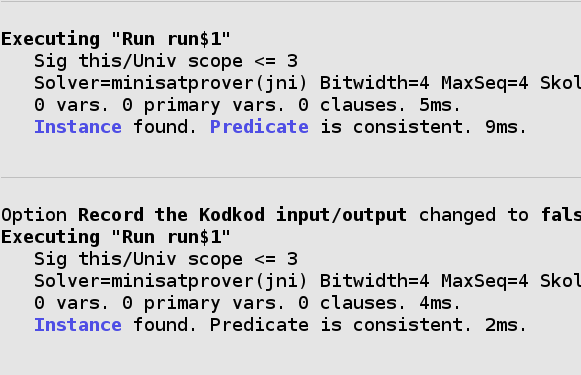 Executing "Run run$1"
Sig this/Univ scope <= 3
Solver=minisatprover(jni) Bitwidth=4 MaxSeq=4 Skol
0 vars. 0 primary vars. 0 clauses. 5ms.
Instance found. Predicate is consistent. 9ms.
Option Record the Kodkod input/output changed to fals
Executing "Run run$1"
Sig this/Univ scope <= 3
Solver=minisatprover(jni) Bitwidth=4 MaxSeq=4 Skol
0 vars. 0 primary vars. 0 clauses. 4ms.
Instance found. Predicate is consistent. 2ms.